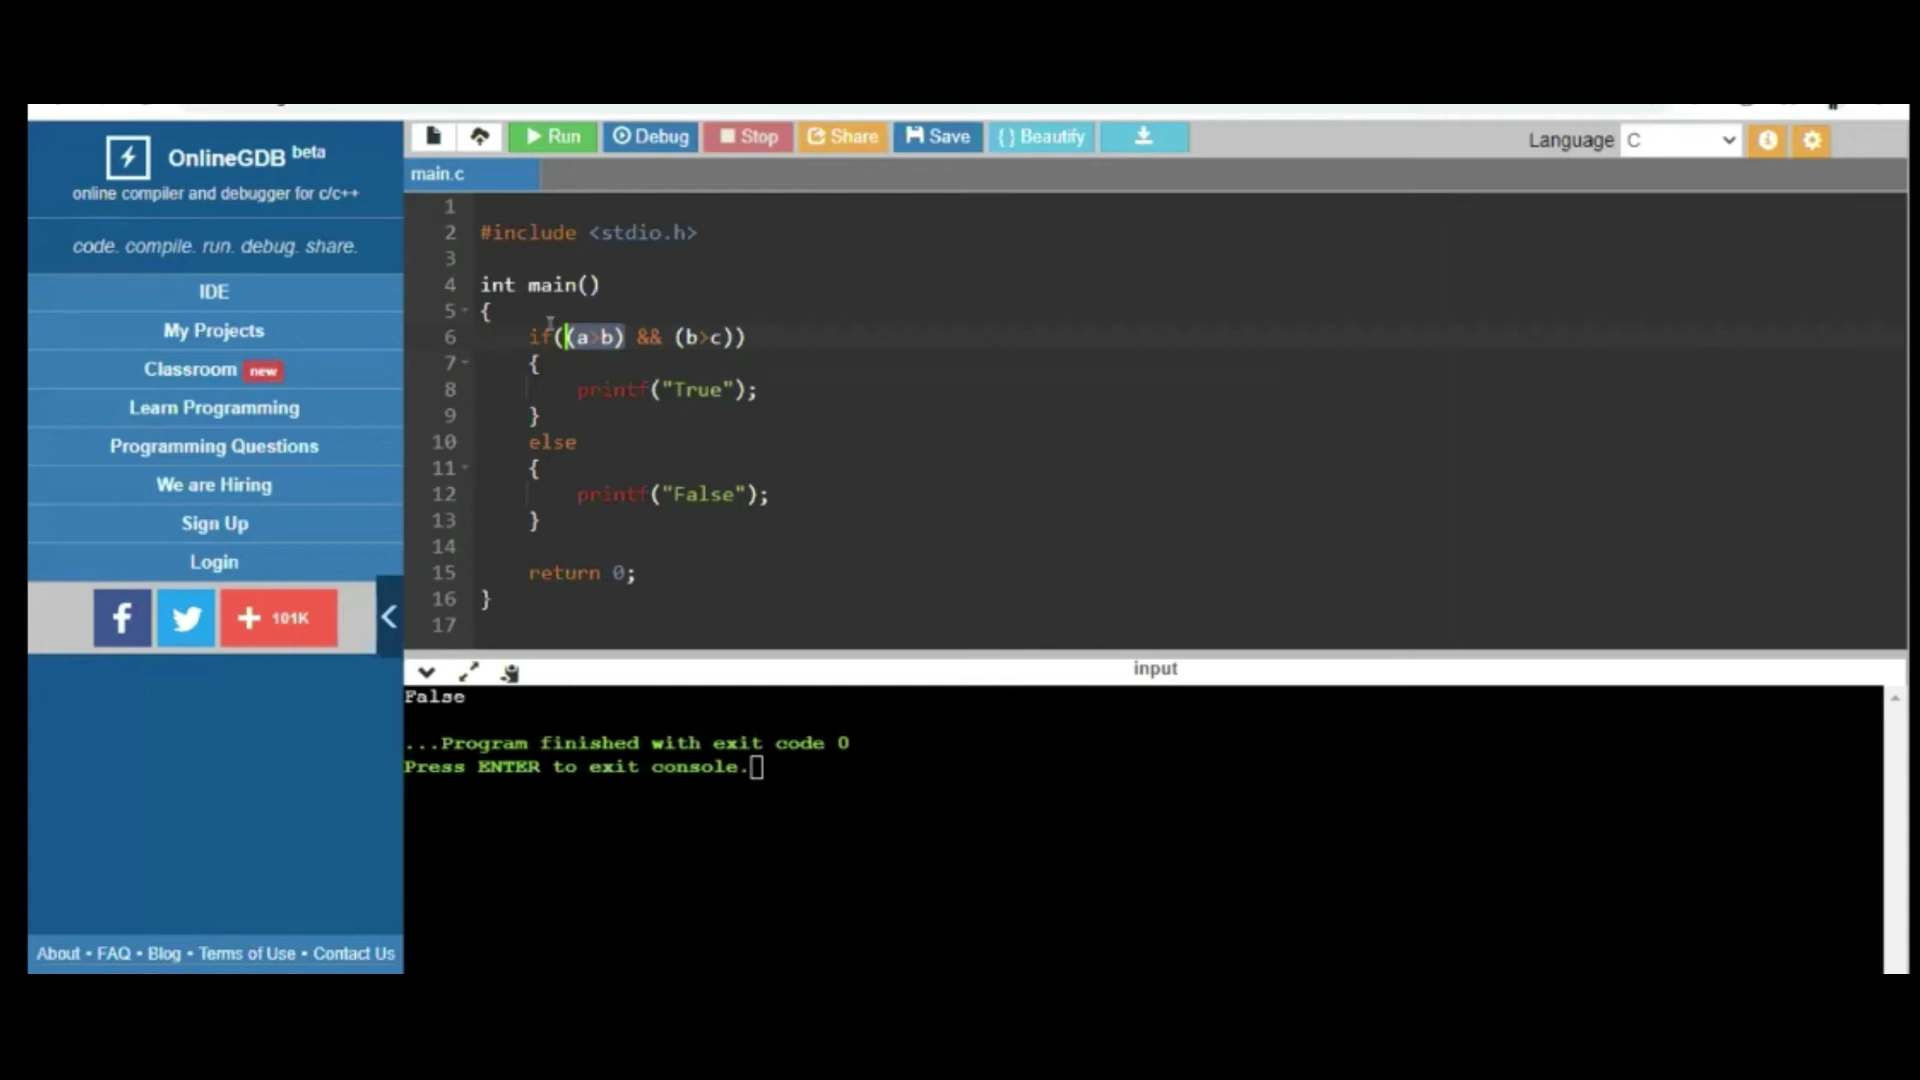 OnlineGDB beta
online compiler and debugger for c/c++
code. compile. run. debug. share.
IDE
My Projects
Classroom new
Learn Programming
Programming Questions
We are Hiring
Sign Up
Login
f
+ 101K
About • FAQ • Blog • Terms of Use • Contact Us
Run Debug Stop Share Save { } Beautify
Language C
main.c
1
2 #include <stdio.h>
3
4 int main()
5 {
6 if((a>b) && (b>c))
7 {
8 printf("True");
9 }
10 else
11 {
12 printf("False");
13 }
14
15 return 0;
16 }
17
input
False
...Program finished with exit code 0
Press ENTER to exit console.